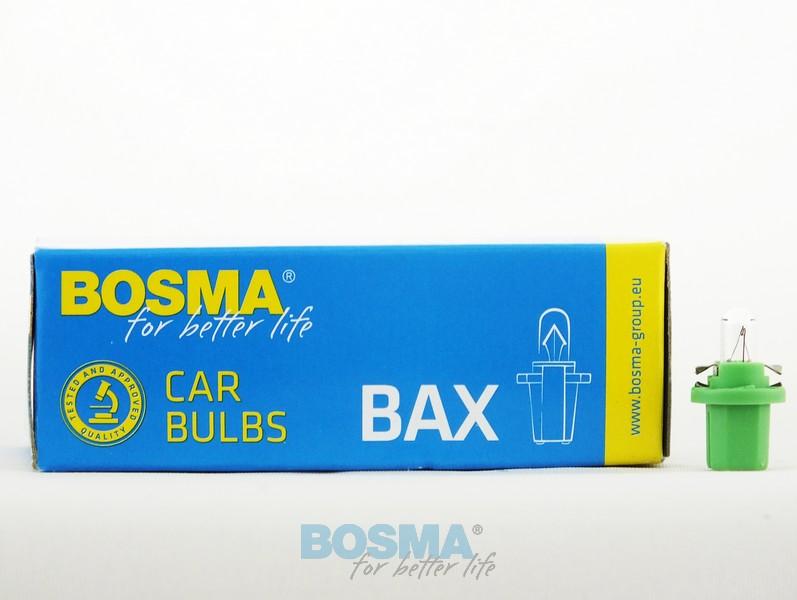 BOSMA®
for better life
TESTED AND APPROVED
QUALITY
CAR
BULBS
BAX
www.bosma-group.eu
BOSMA®
for better life